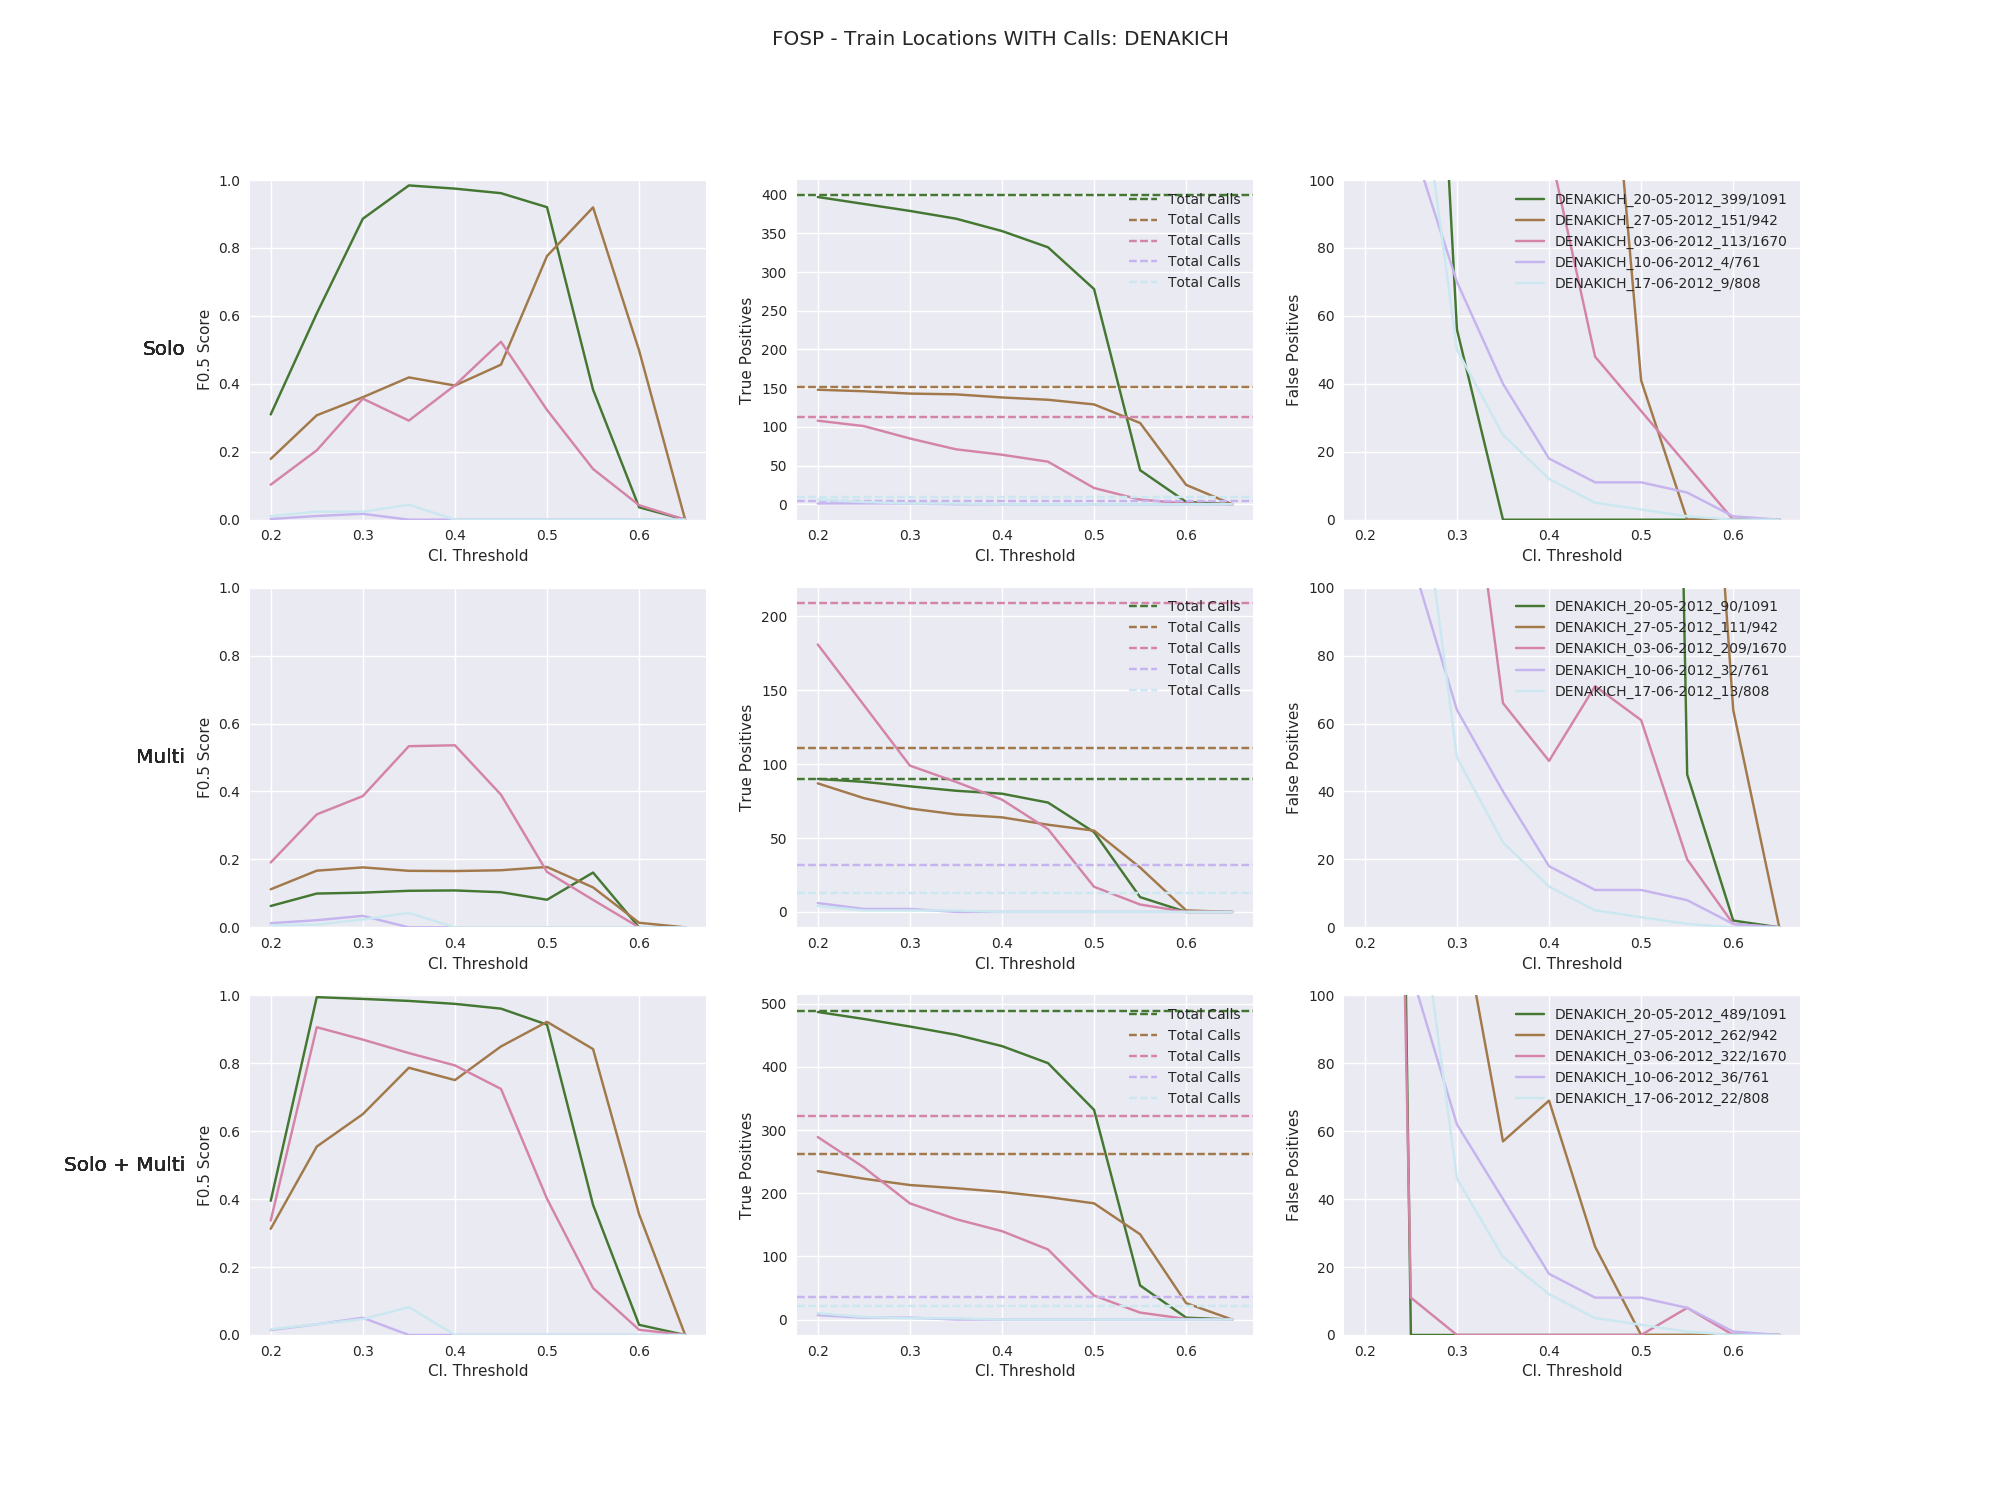 FOSP - Train Locations WITH Calls: DENAKICH
Solo
F0.5 Score
1.0
0.8
0.6
0.4
0.2
0.0
0.2 0.3 0.4 0.5 0.6
Cl. Threshold
True Positives
400
350
300
250
200
150
100
50
0
Total Calls
Total Calls
Total Calls
Total Calls
Total Calls
0.2 0.3 0.4 0.5 0.6
Cl. Threshold
False Positives
100
80
60
40
20
0
DENAKICH_20-05-2012_399/1091
DENAKICH_27-05-2012_151/942
DENAKICH_03-06-2012_113/1670
DENAKICH_10-06-2012_4/761
DENAKICH_17-06-2012_9/808
0.2 0.3 0.4 0.5 0.6
Cl. Threshold
Multi
F0.5 Score
1.0
0.8
0.6
0.4
0.2
0.0
0.2 0.3 0.4 0.5 0.6
Cl. Threshold
True Positives
200
150
100
50
0
Total Calls
Total Calls
Total Calls
Total Calls
Total Calls
0.2 0.3 0.4 0.5 0.6
Cl. Threshold
False Positives
100
80
60
40
20
0
DENAKICH_20-05-2012_90/1091
DENAKICH_27-05-2012_111/942
DENAKICH_03-06-2012_209/1670
DENAKICH_10-06-2012_32/761
DENAKICH_17-06-2012_13/808
0.2 0.3 0.4 0.5 0.6
Cl. Threshold
Solo + Multi
F0.5 Score
1.0
0.8
0.6
0.4
0.2
0.0
0.2 0.3 0.4 0.5 0.6
Cl. Threshold
True Positives
500
400
300
200
100
0
Total Calls
Total Calls
Total Calls
Total Calls
Total Calls
0.2 0.3 0.4 0.5 0.6
Cl. Threshold
False Positives
100
80
60
40
20
0
DENAKICH_20-05-2012_489/1091
DENAKICH_27-05-2012_262/942
DENAKICH_03-06-2012_322/1670
DENAKICH_10-06-2012_36/761
DENAKICH_17-06-2012_22/808
0.2 0.3 0.4 0.5 0.6
Cl. Threshold